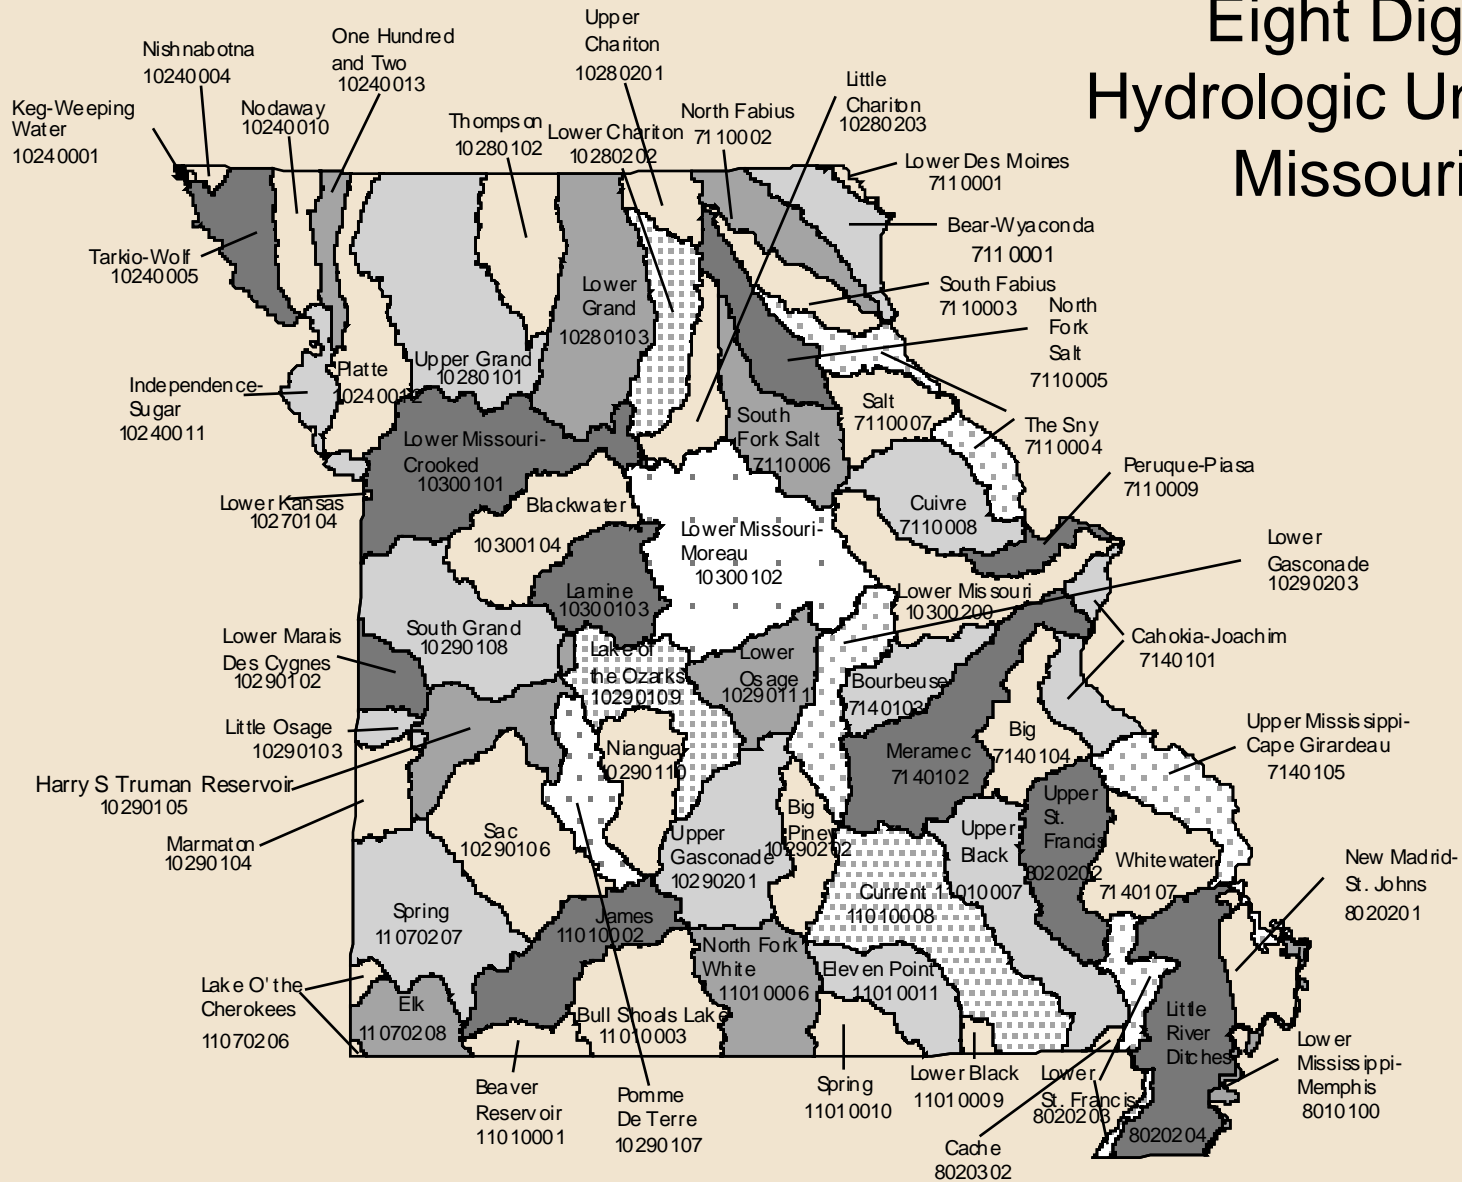 Eight Dig
Hydrologic Un
Missouri
Nishnabotna
10240004
One Hundred
and Two
10240013
Upper
Chariton
10280201
Keg-Weeping
Water
10240001
Nodaway
10240010
Thompson
10280102
Lower Chariton
10280202
North Fabius
7110002
Little
Chariton
10280203
Lower Des Moines
7110001
Bear-Wyaconda
7110001
Tarkio-Wolf
10240005
South Fabius
7110003
Lower
Grand
10280103
North
Fork
Salt
7110005
Platte
10240012
Upper Grand
10280101
Independence-
Sugar
10240011
Salt
7110007
South
Fork Salt
7110006
The Sny
7110004
Lower Missouri-
Crooked
10300101
Peruque-Piasa
7110009
Lower Kansas
10270104
Blackwater
10300104
Cuivre
7110008
Lower Missouri-
Moreau
10300102
Lower
Gasconade
10290203
Lamine
10300103
Lower Missouri
10300200
South Grand
10290108
Lower Marais
Des Cygnes
10290102
Lake of
the Ozarks
10290109
Lower
Osage
10290111
Cahokia-Joachim
7140101
Bourbeuse
7140103
Little Osage
10290103
Niangua
10290110
Meramec
7140102
Big
7140104
Upper Mississippi-
Cape Girardeau
7140105
Harry S Truman Reservoir
10290105
Marmaton
10290104
Sac
10290106
Upper
Gasconade
10290201
Big
Piney
10290202
Upper
Black
11010007
Upper
St.
Francis
8020202
Whitewater
7140107
New Madrid-
St. Johns
8020201
Current
11010008
Spring
11070207
James
11010002
North Fork
White
11010006
Eleven Point
11010011
Lake O' the
Cherokees
11070206
Elk
11070208
Bull Shoals Lake
11010003
Little
River
Ditches
8020204
Beaver
Reservoir
11010001
Pomme
De Terre
10290107
Spring
11010010
Lower Black
11010009
Lower
St. Francis
8020203
Lower
Mississippi-
Memphis
8010100
Cache
8020302